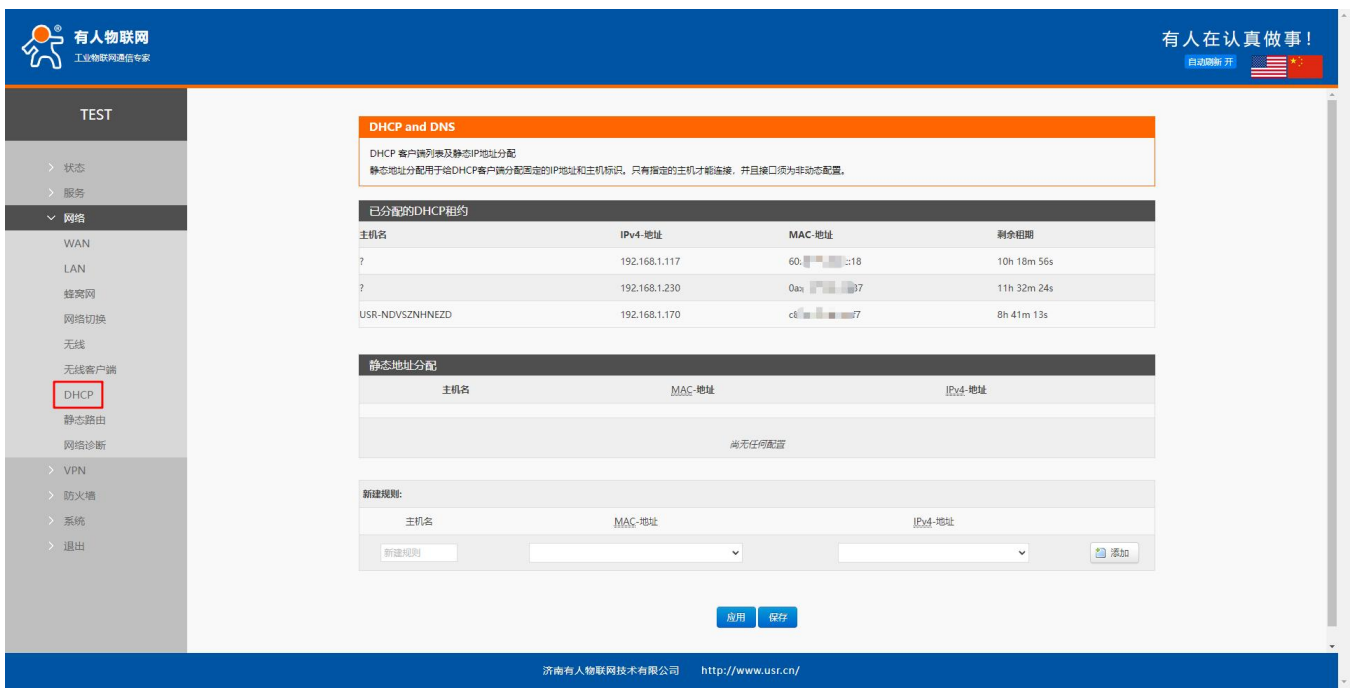 有人物联网
工业物联网通信专家
有人在认真做事!
自动刷新 开
TEST
状态
服务
网络
WAN
LAN
蜂窝网
网络切换
无线
无线客户端
DHCP
静态路由
网络诊断
VPN
防火墙
系统
退出
DHCP and DNS
DHCP 客户端列表及静态IP地址分配
静态地址分配用于给DHCP客户端分配固定的IP地址和主机标识。只有指定的主机才能连接,并且接口须为非动态配置。
已分配的DHCP租约
主机名 IPv4-地址 MAC-地址 剩余租期
? 192.168.1.117 60: :18 10h 18m 56s
? 192.168.1.230 0a: 37 11h 32m 24s
USR-NDVSZNHNEZD 192.168.1.170 c8 f7 8h 41m 13s
静态地址分配
主机名 MAC-地址 IPv4-地址
尚无任何配置
新建规则:
主机名 MAC-地址 IPv4-地址
新建规则 添加
应用 保存
济南有人物联网技术有限公司 http://www.usr.cn/